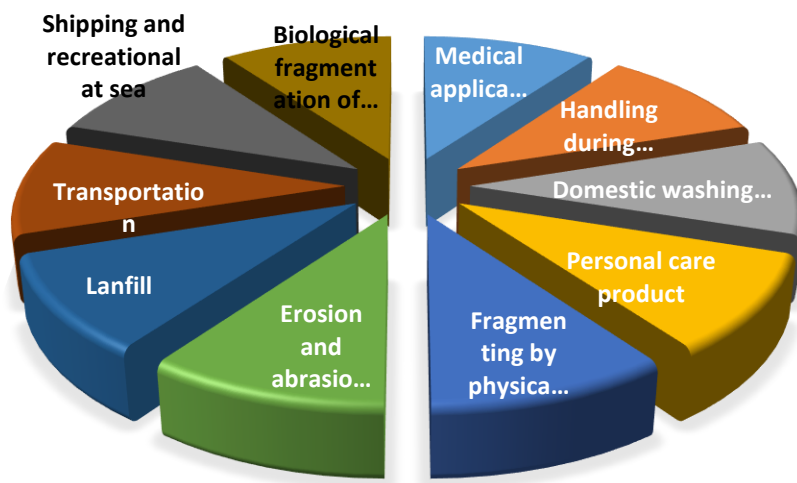 Shipping and
recreational
at sea
Biological
fragment
ation of...
Medical
applica...
Handling
during...
Domestic washing...
Personal care
product
Fragmen
ting by
physica...
Erosion
and
abrasio...
Lanfill
Transportatio
n